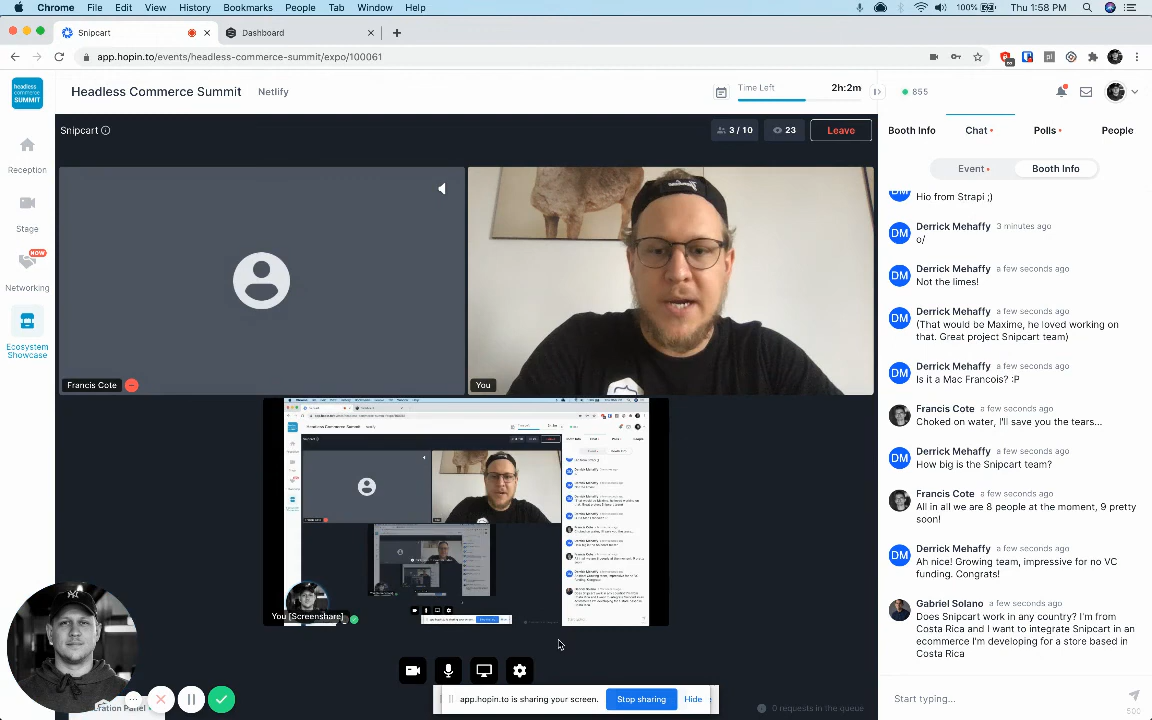 Chrome File Edit View History Bookmarks People Tab Window Help
100% Thu 1:58 PM
Snipcart
Dashboard
app.hopin.to/events/headless-commerce-summit/expo/100061
headless
commerce
SUMMIT
Headless Commerce Summit
Netlify
Time Left
2h:2m
855
Reception
Stage
NOW
Networking
Ecosystem
Showcase
Snipcart
3 / 10
23
Leave
Francis Cote
You
You [Screenshare]
app.hopin.to is sharing your screen.
Stop sharing
Hide
0 requests in the queue
Booth Info
Chat
Polls
People
Event
Booth Info
DM
Hio from Strapi ;)
DM
Derrick Mehaffy 3 minutes ago
o/
DM
Derrick Mehaffy a few seconds ago
Not the limes!
DM
Derrick Mehaffy a few seconds ago
(That would be Maxime, he loved working on
that. Great project Snipcart team)
DM
Derrick Mehaffy a few seconds ago
Is it a Mac Francois? :P
Francis Cote a few seconds ago
Choked on water, I'll save you the tears...
DM
Derrick Mehaffy a few seconds ago
How big is the Snipcart team?
Francis Cote a few seconds ago
All in all we are 8 people at the moment, 9 pretty
soon!
DM
Derrick Mehaffy a few seconds ago
Ah nice! Growing team, impressive for no VC
funding. Congrats!
Gabriel Solano a few seconds ago
Does Snipcart work in any country? I'm from
Costa Rica and I want to integrate Snipcart in an
ecommerce I'm developing for a store based in
Costa Rica
Start typing...
500